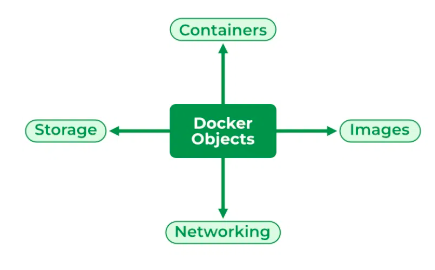 Containers
Storage
Docker
Objects
Images
Networking